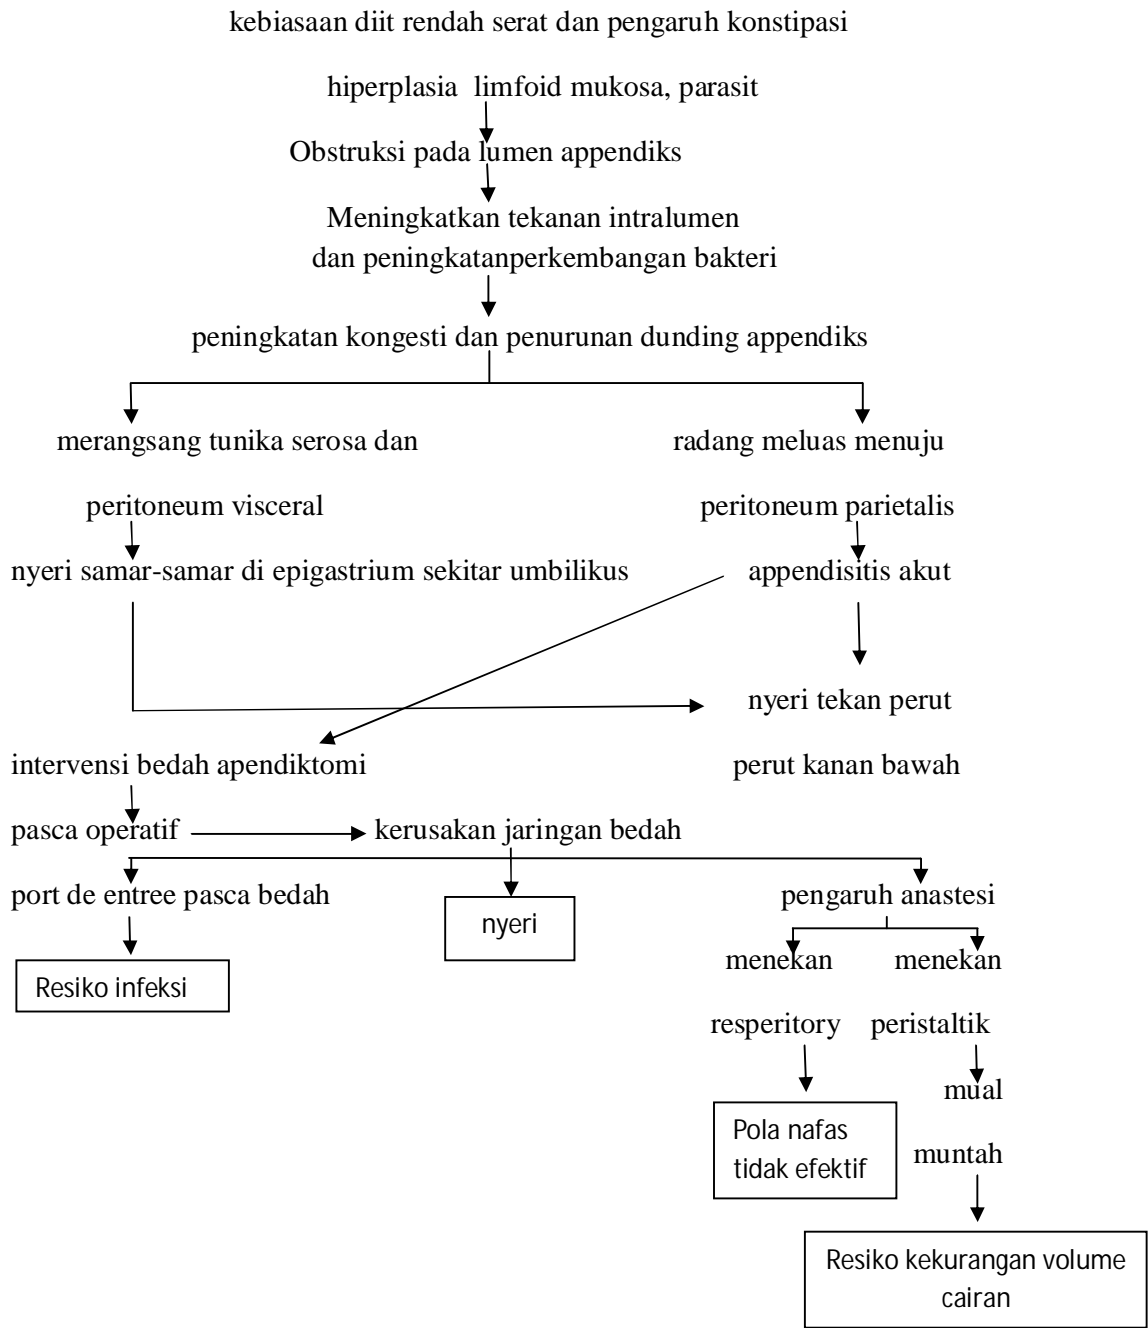 kebiasaan diit rendah serat dan pengaruh konstipasi
hiperplasia limfoid mukosa, parasit
Obstruksi pada lumen appendiks
Meningkatkan tekanan intralumen
dan peningkatanperkembangan bakteri
peningkatan kongesti dan penurunan dunding appendiks
merangsang tunika serosa dan
radang meluas menuju
peritoneum visceral
peritoneum parietalis
nyeri samar-samar di epigastrium sekitar umbilikus
appendisitis akut
nyeri tekan perut
intervensi bedah apendiktomi
perut kanan bawah
pasca operatif
kerusakan jaringan bedah
port de entree pasca bedah
nyeri
pengaruh anastesi
Resiko infeksi
menekan
menekan
resperitory
peristaltik
mual
Pola nafas
tidak efektif
muntah
Resiko kekurangan volume
cairan